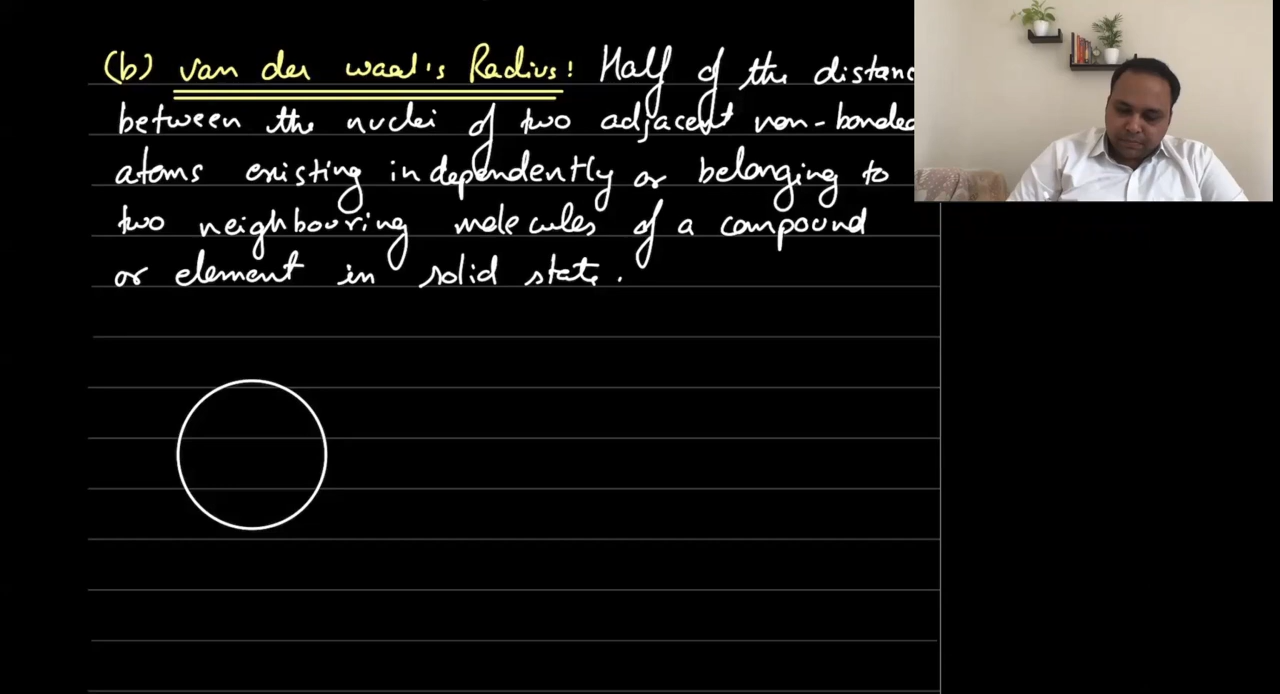 (b) van der waal's Radius: Half of the distanc
between the nuclei of two adjacent non-bonded
atoms existing independently or belonging to
two neighbouring molecules of a compound
or element in solid state.